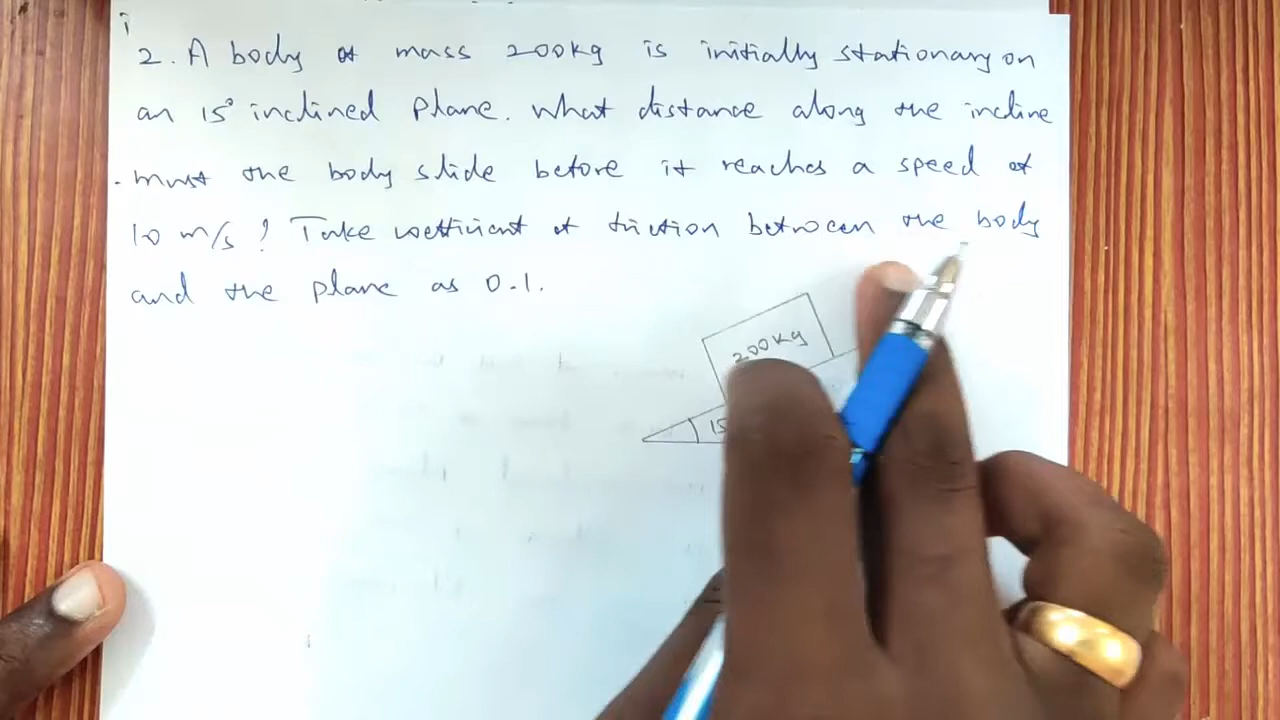 2. A body of mass 200kg is initially stationary on
an 15° inclined plane. What distance along the incline
must the body slide before it reaches a speed of
10 m/s? Take coefficient of friction between the body
and the plane as 0.1.
200kg
15